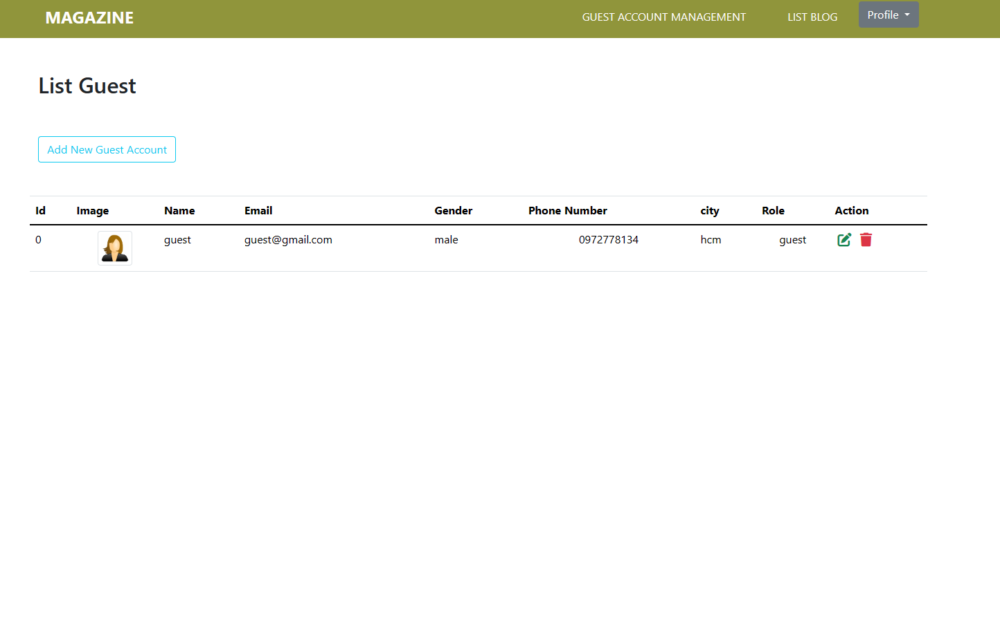 MAGAZINE GUEST ACCOUNT MANAGEMENT LIST BLOG Profile
List Guest
Add New Guest Account
Id Image Name Email Gender Phone Number city Role Action
0 guest guest@gmail.com male 0972778134 hcm guest